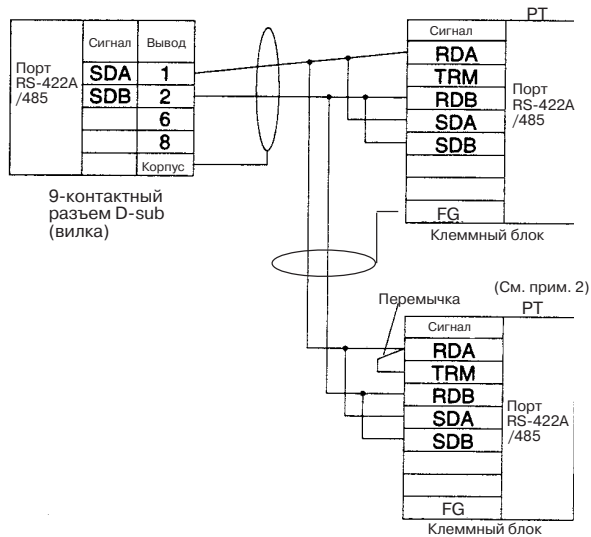 PT
Сигнал Вывод
Порт
RS-422A
/485
SDA 1
SDB 2
6
8
Корпус
9-контактный
разъем D-sub
(вилка)
Сигнал
RDA
TRM
RDB
SDA
SDB
FG
Порт
RS-422A
/485
Клеммный блок
(См. прим. 2)
PT
Перемычка
Сигнал
RDA
TRM
RDB
SDA
SDB
FG
Порт
RS-422A
/485
Клеммный блок